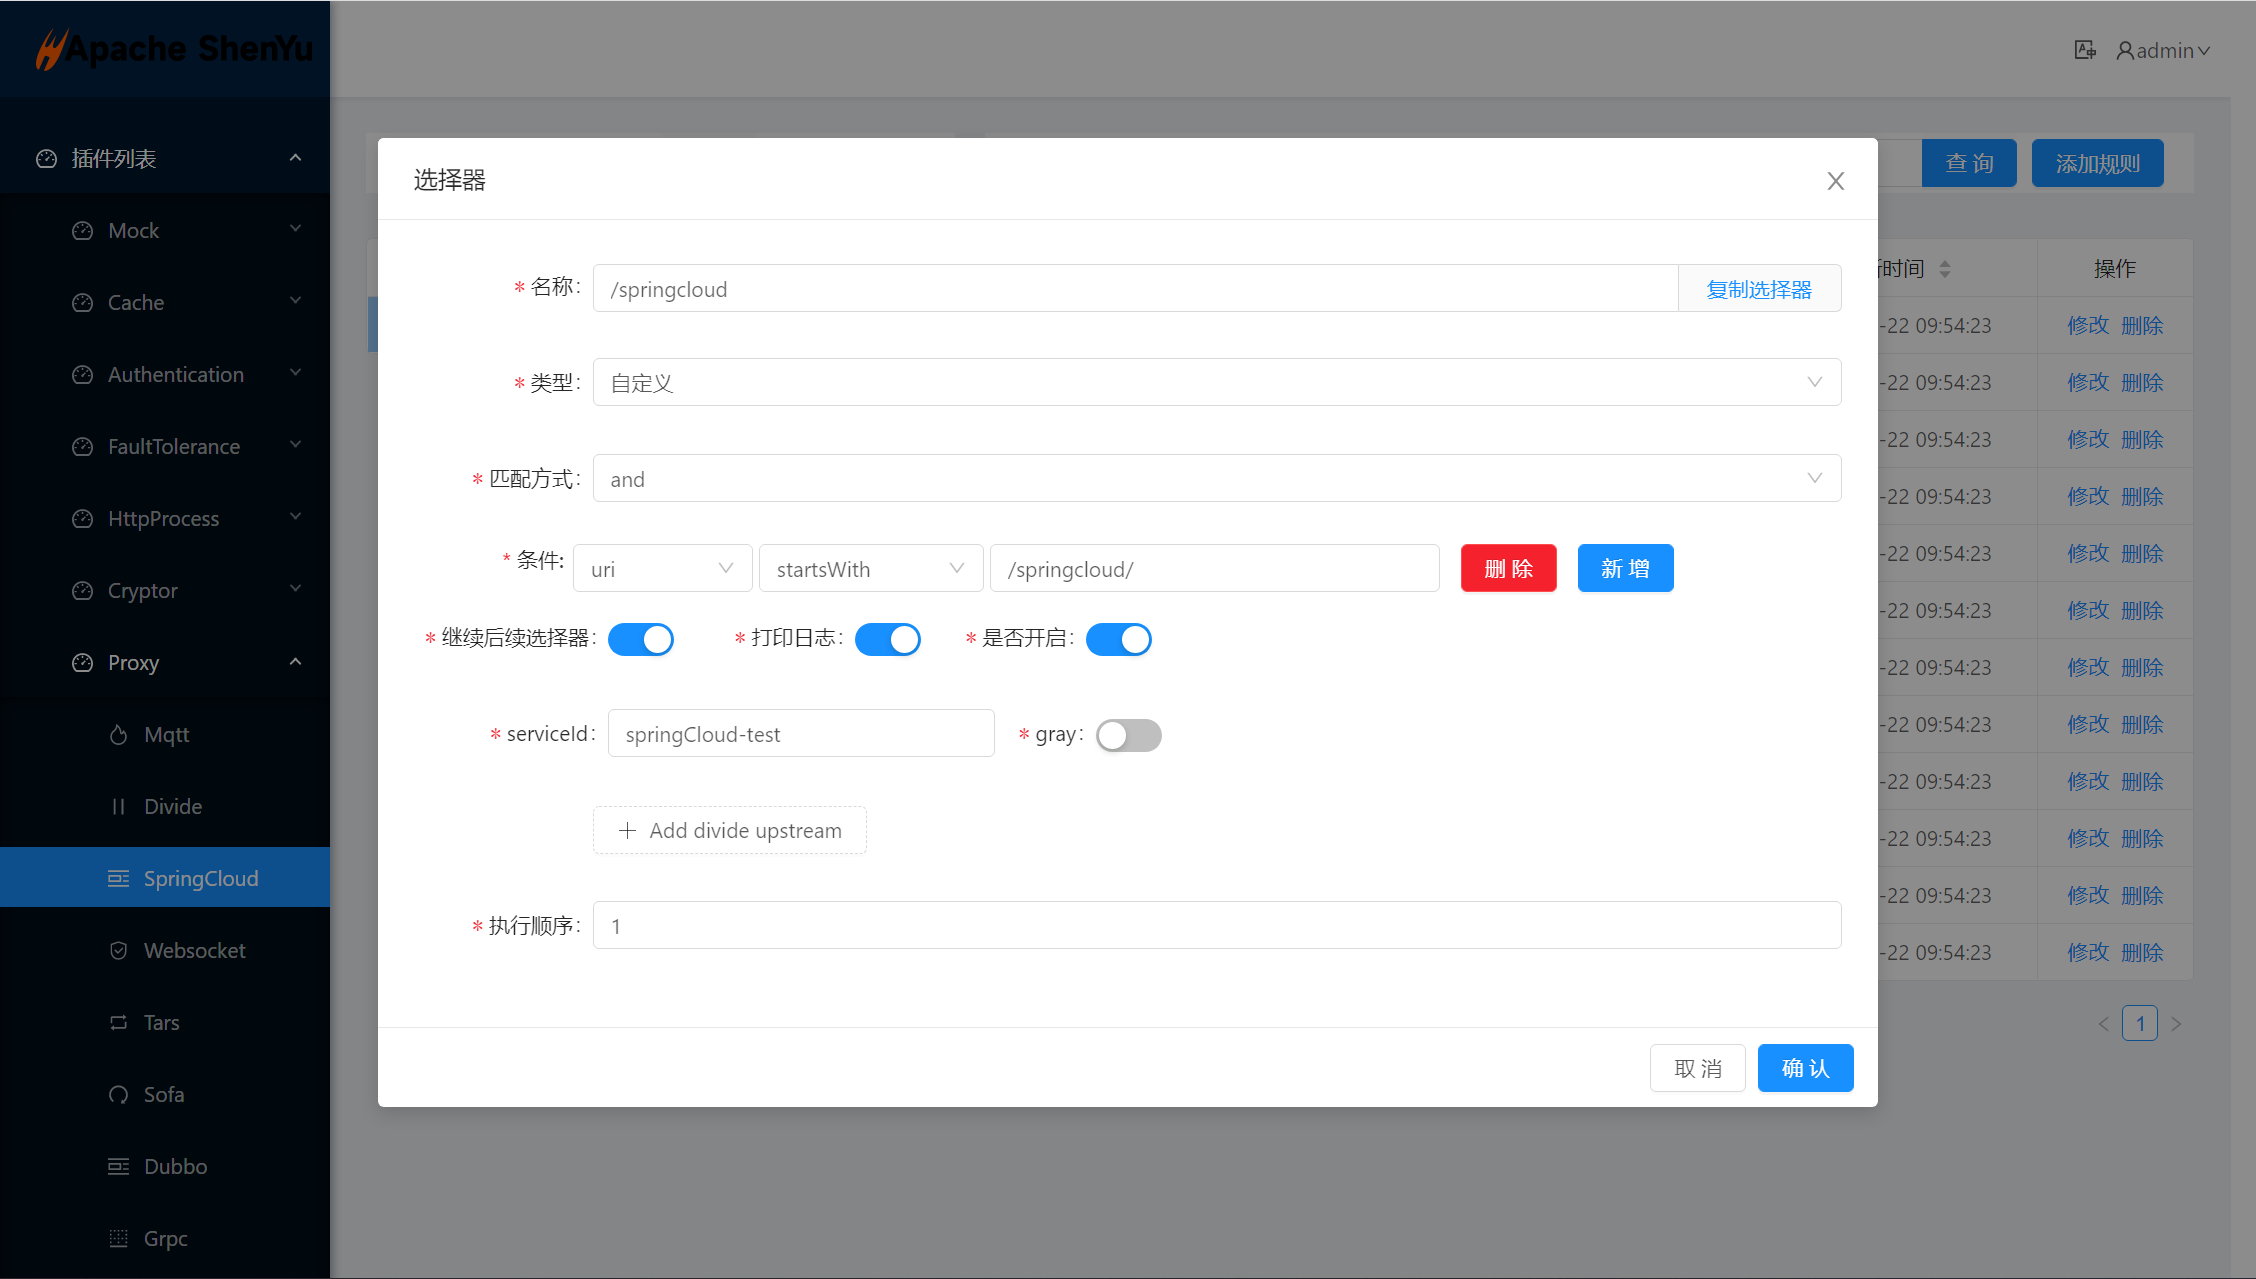 Apache ShenYu
admin
插件列表
Mock
Cache
Authentication
FaultTolerance
HttpProcess
Cryptor
Proxy
Mqtt
Divide
SpringCloud
Websocket
Tars
Sofa
Dubbo
Grpc
查 询
添加规则
选择器
* 名称: /springcloud 复制选择器
* 类型: 自定义
* 匹配方式: and
* 条件: uri startsWith /springcloud/ 删 除 新 增
* 继续后续选择器: * 打印日志: * 是否开启:
* serviceId: springCloud-test * gray:
+ Add divide upstream
* 执行顺序: 1
取 消 确 认
时间 操作
-22 09:54:23 修改 删除
-22 09:54:23 修改 删除
-22 09:54:23 修改 删除
-22 09:54:23 修改 删除
-22 09:54:23 修改 删除
-22 09:54:23 修改 删除
-22 09:54:23 修改 删除
-22 09:54:23 修改 删除
-22 09:54:23 修改 删除
-22 09:54:23 修改 删除
-22 09:54:23 修改 删除
-22 09:54:23 修改 删除
< 1 >